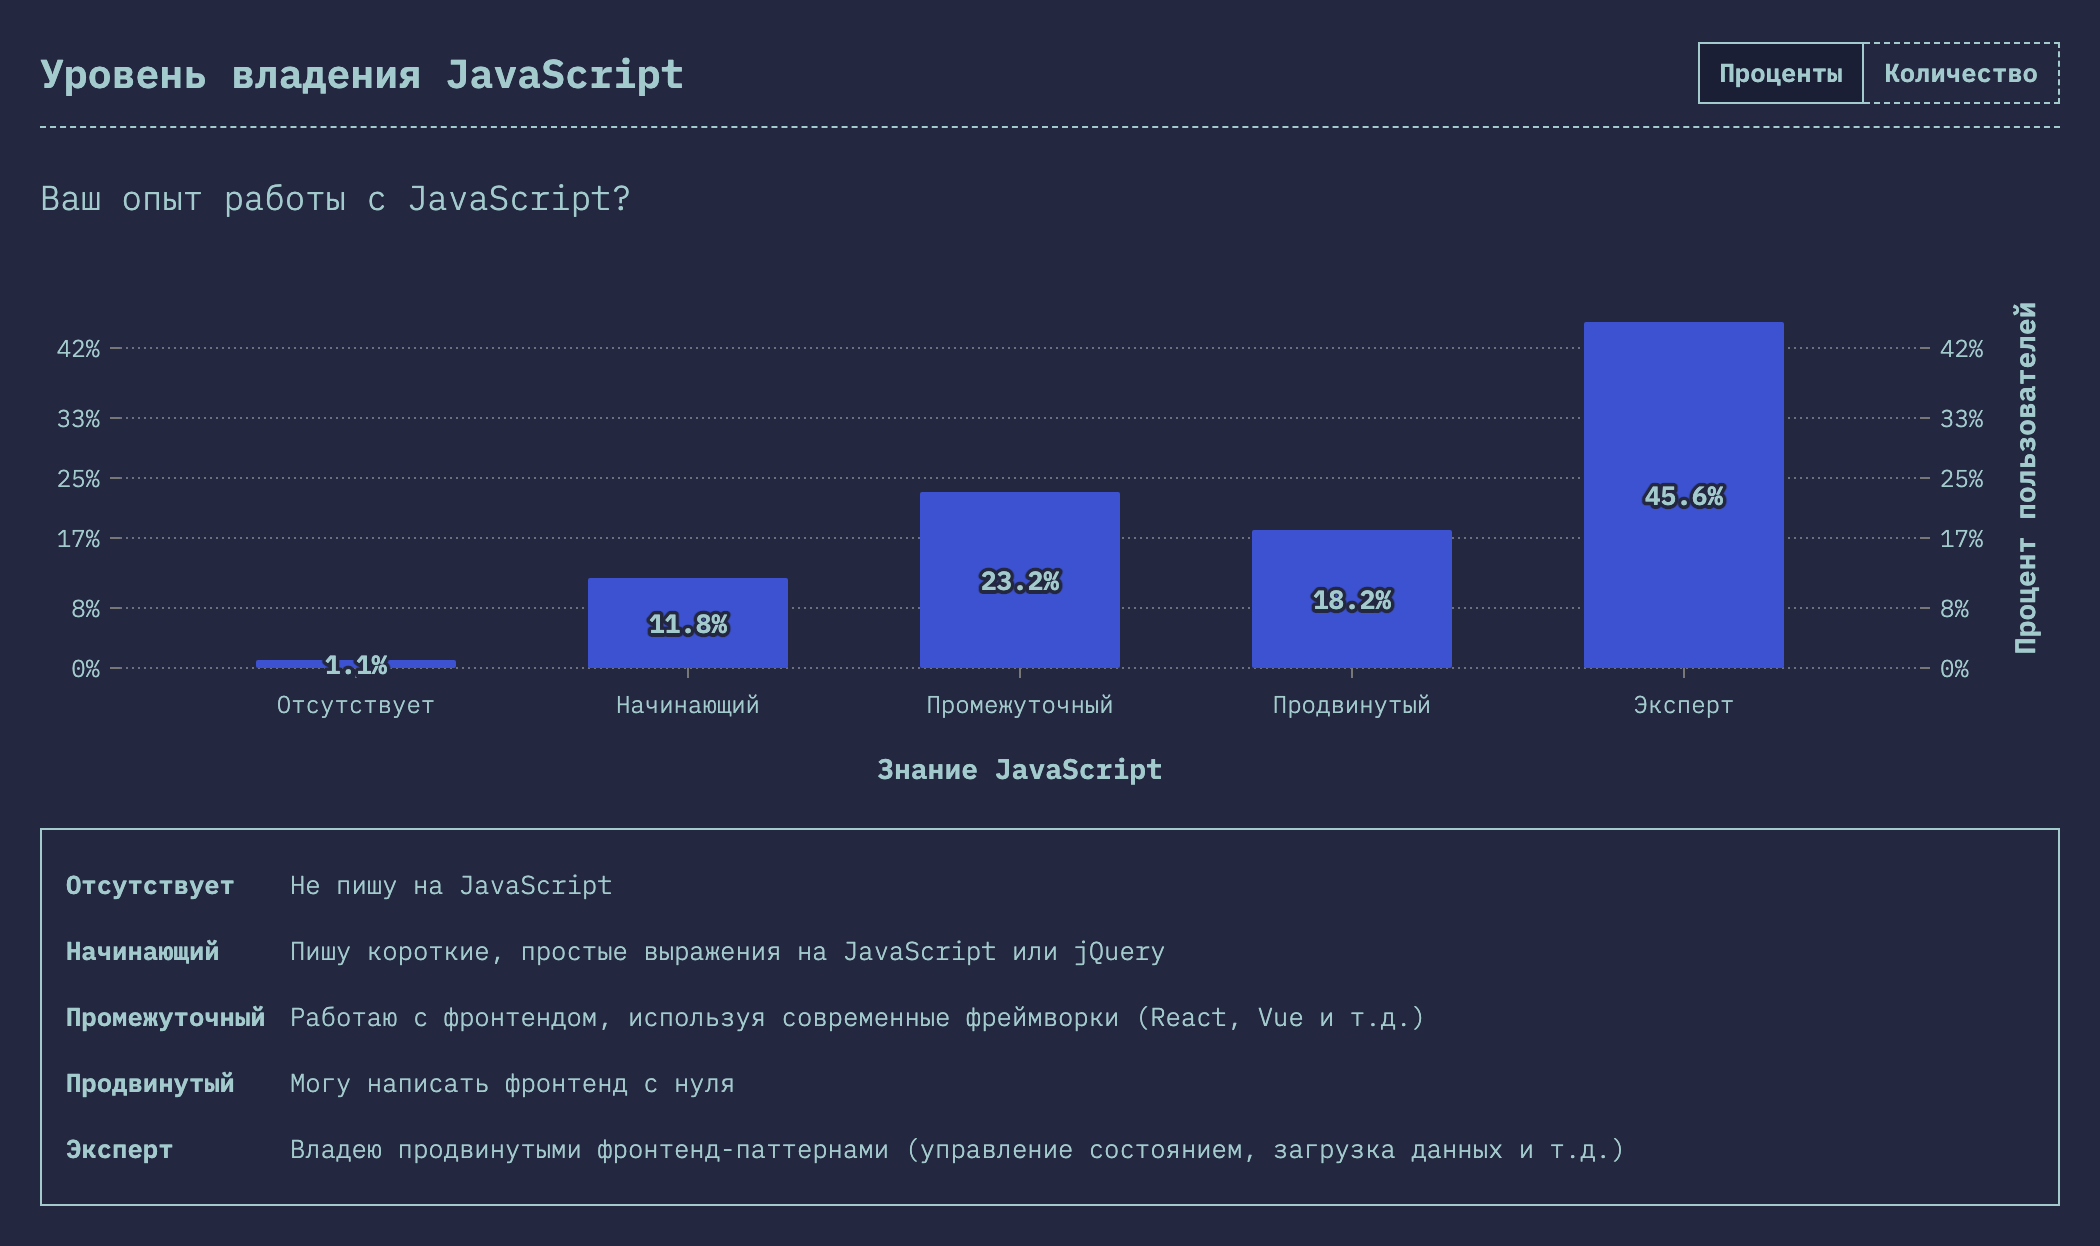 Уровень владения JavaScript
Проценты
Количество
Ваш опыт работы с JavaScript?
42%
33%
25%
17%
8%
0%
1.1%
11.8%
23.2%
18.2%
45.6%
42%
33%
25%
17%
8%
0%
Процент пользователей
Отсутствует
Начинающий
Промежуточный
Продвинутый
Эксперт
Знание JavaScript
Отсутствует Не пишу на JavaScript
Начинающий Пишу короткие, простые выражения на JavaScript или jQuery
Промежуточный Работаю с фронтендом, используя современные фреймворки (React, Vue и т.д.)
Продвинутый Могу написать фронтенд с нуля
Эксперт Владею продвинутыми фронтенд-паттернами (управление состоянием, загрузка данных и т.д.)